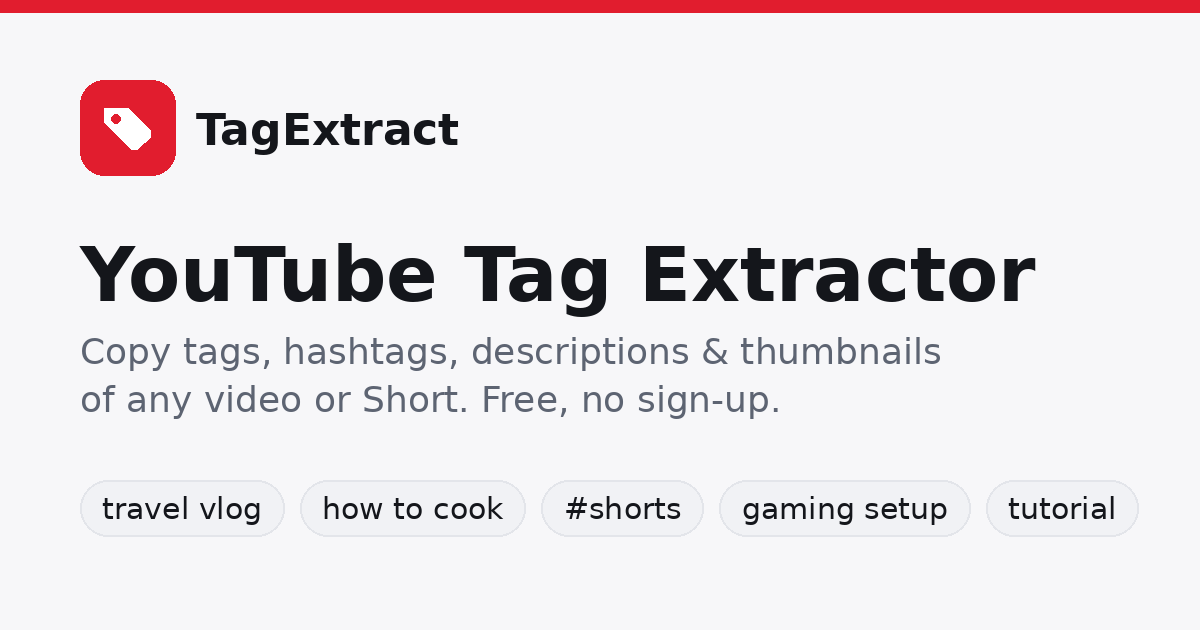 TagExtract
YouTube Tag Extractor
Copy tags, hashtags, descriptions & thumbnails
of any video or Short. Free, no sign-up.
travel vlog how to cook #shorts gaming setup tutorial